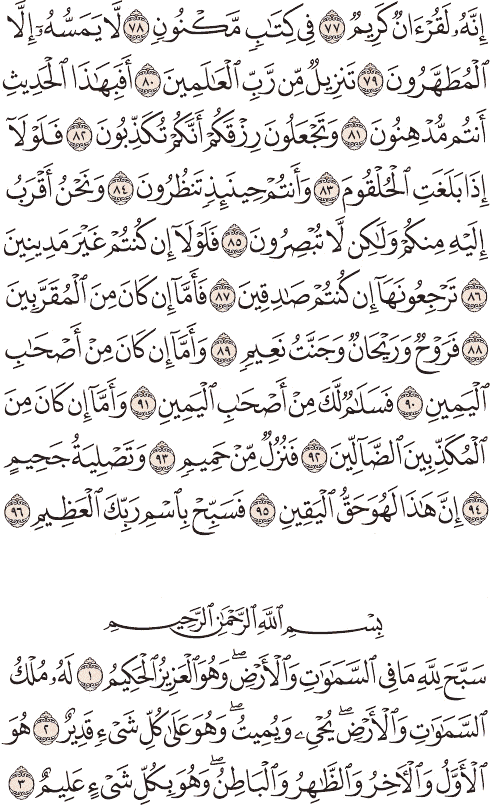 إِنَّهُۥ لَقُرْءَانٌ كَرِيمٌ ٧٧ فِى كِتَٰبٍ مَّكْنُونٍ ٧٨ لَّا يَمَسُّهُۥٓ إِلَّا
ٱلْمُطَهَّرُونَ ٧٩ تَنزِيلٌ مِّن رَّبِّ ٱلْعَٰلَمِينَ ٨٠ أَفَبِهَٰذَا ٱلْحَدِيثِ
أَنتُم مُّدْهِنُونَ ٨١ وَتَجْعَلُونَ رِزْقَكُمْ أَنَّكُمْ تُكَذِّبُونَ ٨٢ فَلَوْلَآ
إِذَا بَلَغَتِ ٱلْحُلْقُومَ ٨٣ وَأَنتُمْ حِينَئِذٍ تَنظُرُونَ ٨٤ وَنَحْنُ أَقْرَبُ
إِلَيْهِ مِنكُمْ وَلَٰكِن لَّا تُبْصِرُونَ ٨٥ فَلَوْلَآ إِن كُنتُمْ غَيْرَ مَدِينِينَ
٨٦ تَرْجِعُونَهَآ إِن كُنتُمْ صَٰدِقِينَ ٨٧ فَأَمَّآ إِن كَانَ مِنَ ٱلْمُقَرَّبِينَ
٨٨ فَرَوْحٌ وَرَيْحَانٌ وَجَنَّتُ نَعِيمٍ ٨٩ وَأَمَّآ إِن كَانَ مِنْ أَصْحَٰبِ
ٱلْيَمِينِ ٩٠ فَسَلَٰمٌ لَّكَ مِنْ أَصْحَٰبِ ٱلْيَمِينِ ٩١ وَأَمَّآ إِن كَانَ مِنَ
ٱلْمُكَذِّبِينَ ٱلضَّآلِّينَ ٩٢ فَنُزُلٌ مِّنْ حَمِيمٍ ٩٣ وَتَصْلِيَةُ جَحِيمٍ
٩٤ إِنَّ هَٰذَا لَهُوَ حَقُّ ٱلْيَقِينِ ٩٥ فَسَبِّحْ بِٱسْمِ رَبِّكَ ٱلْعَظِيمِ ٩٦
بِسْمِ ٱللَّهِ ٱلرَّحْمَٰنِ ٱلرَّحِيمِ
سَبَّحَ لِلَّهِ مَا فِى ٱلسَّمَٰوَٰتِ وَٱلْأَرْضِ ۖ وَهُوَ ٱلْعَزِيزُ ٱلْحَكِيمُ ١ لَهُۥ مُلْكُ
ٱلسَّمَٰوَٰتِ وَٱلْأَرْضِ ۖ يُحْىِۦ وَيُمِيتُ ۖ وَهُوَ عَلَىٰ كُلِّ شَىْءٍ قَدِيرٌ ٢ هُوَ
ٱلْأَوَّلُ وَٱلْءَاخِرُ وَٱلظَّٰهِرُ وَٱلْبَاطِنُ ۖ وَهُوَ بِكُلِّ شَىْءٍ عَلِيمٌ ٣